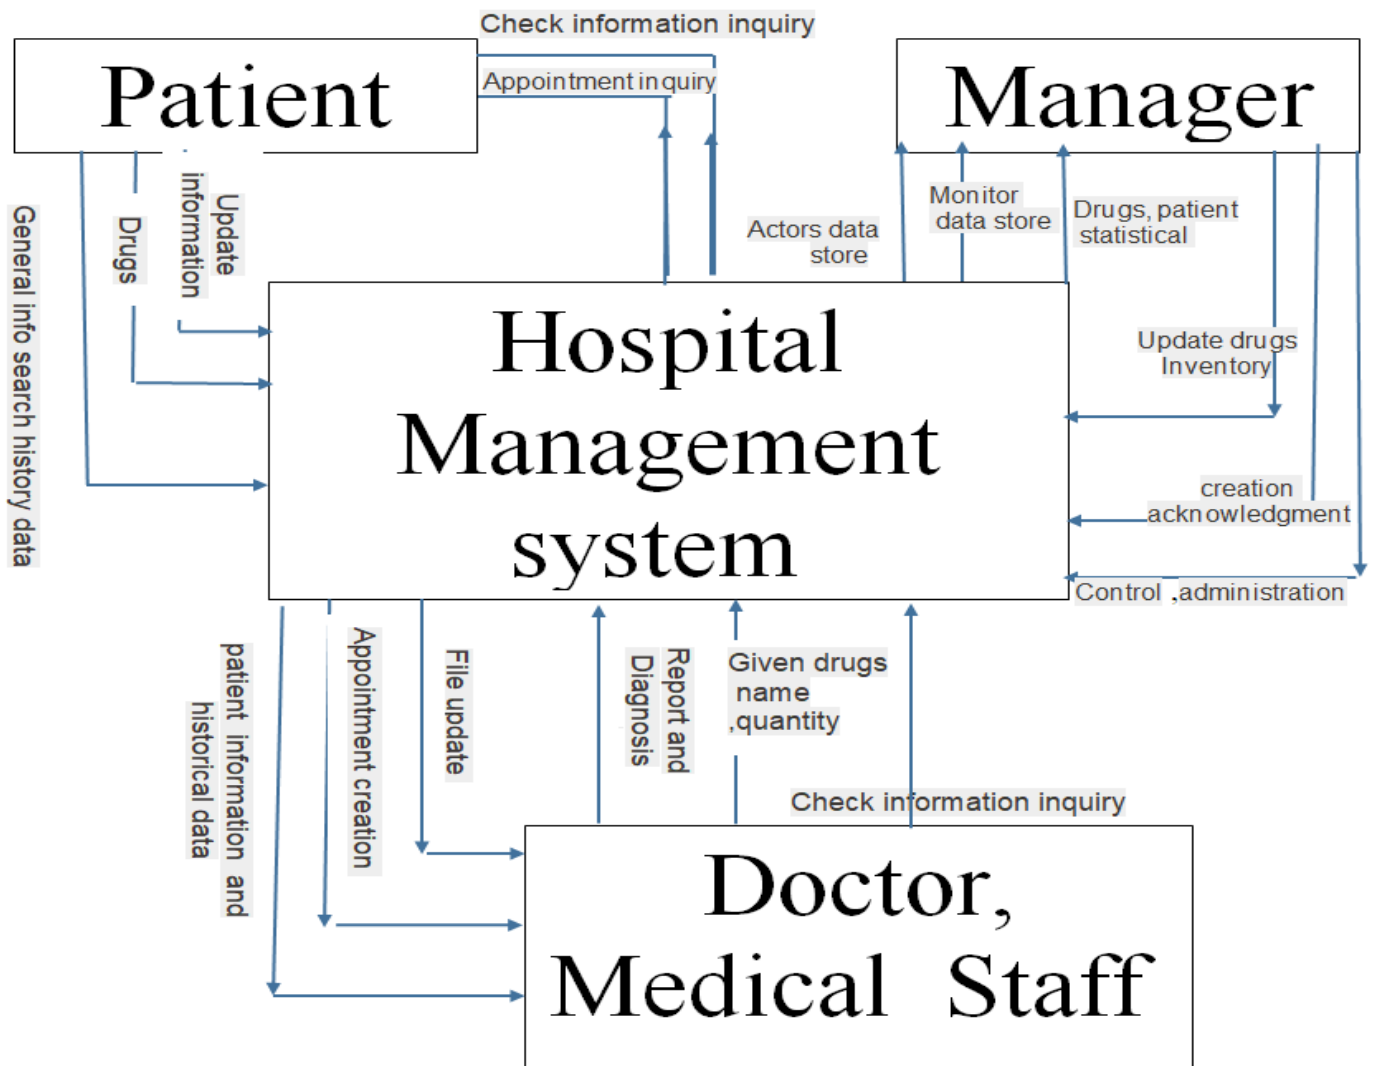 Check information inquiry
Patient
Appointment inquiry
Manager
Update
information
Drugs
General info search history data
Actors data
store
Monitor
data store
Drugs, patient
statistical
Hospital
Management
system
Update drugs
Inventory
creation
acknowledgment
Control ,administration
patient information and
historical data
Appointment creation
File update
Report and
Diagnosis
Given drugs
name
,quantity
Check information inquiry
Doctor,
Medical Staff